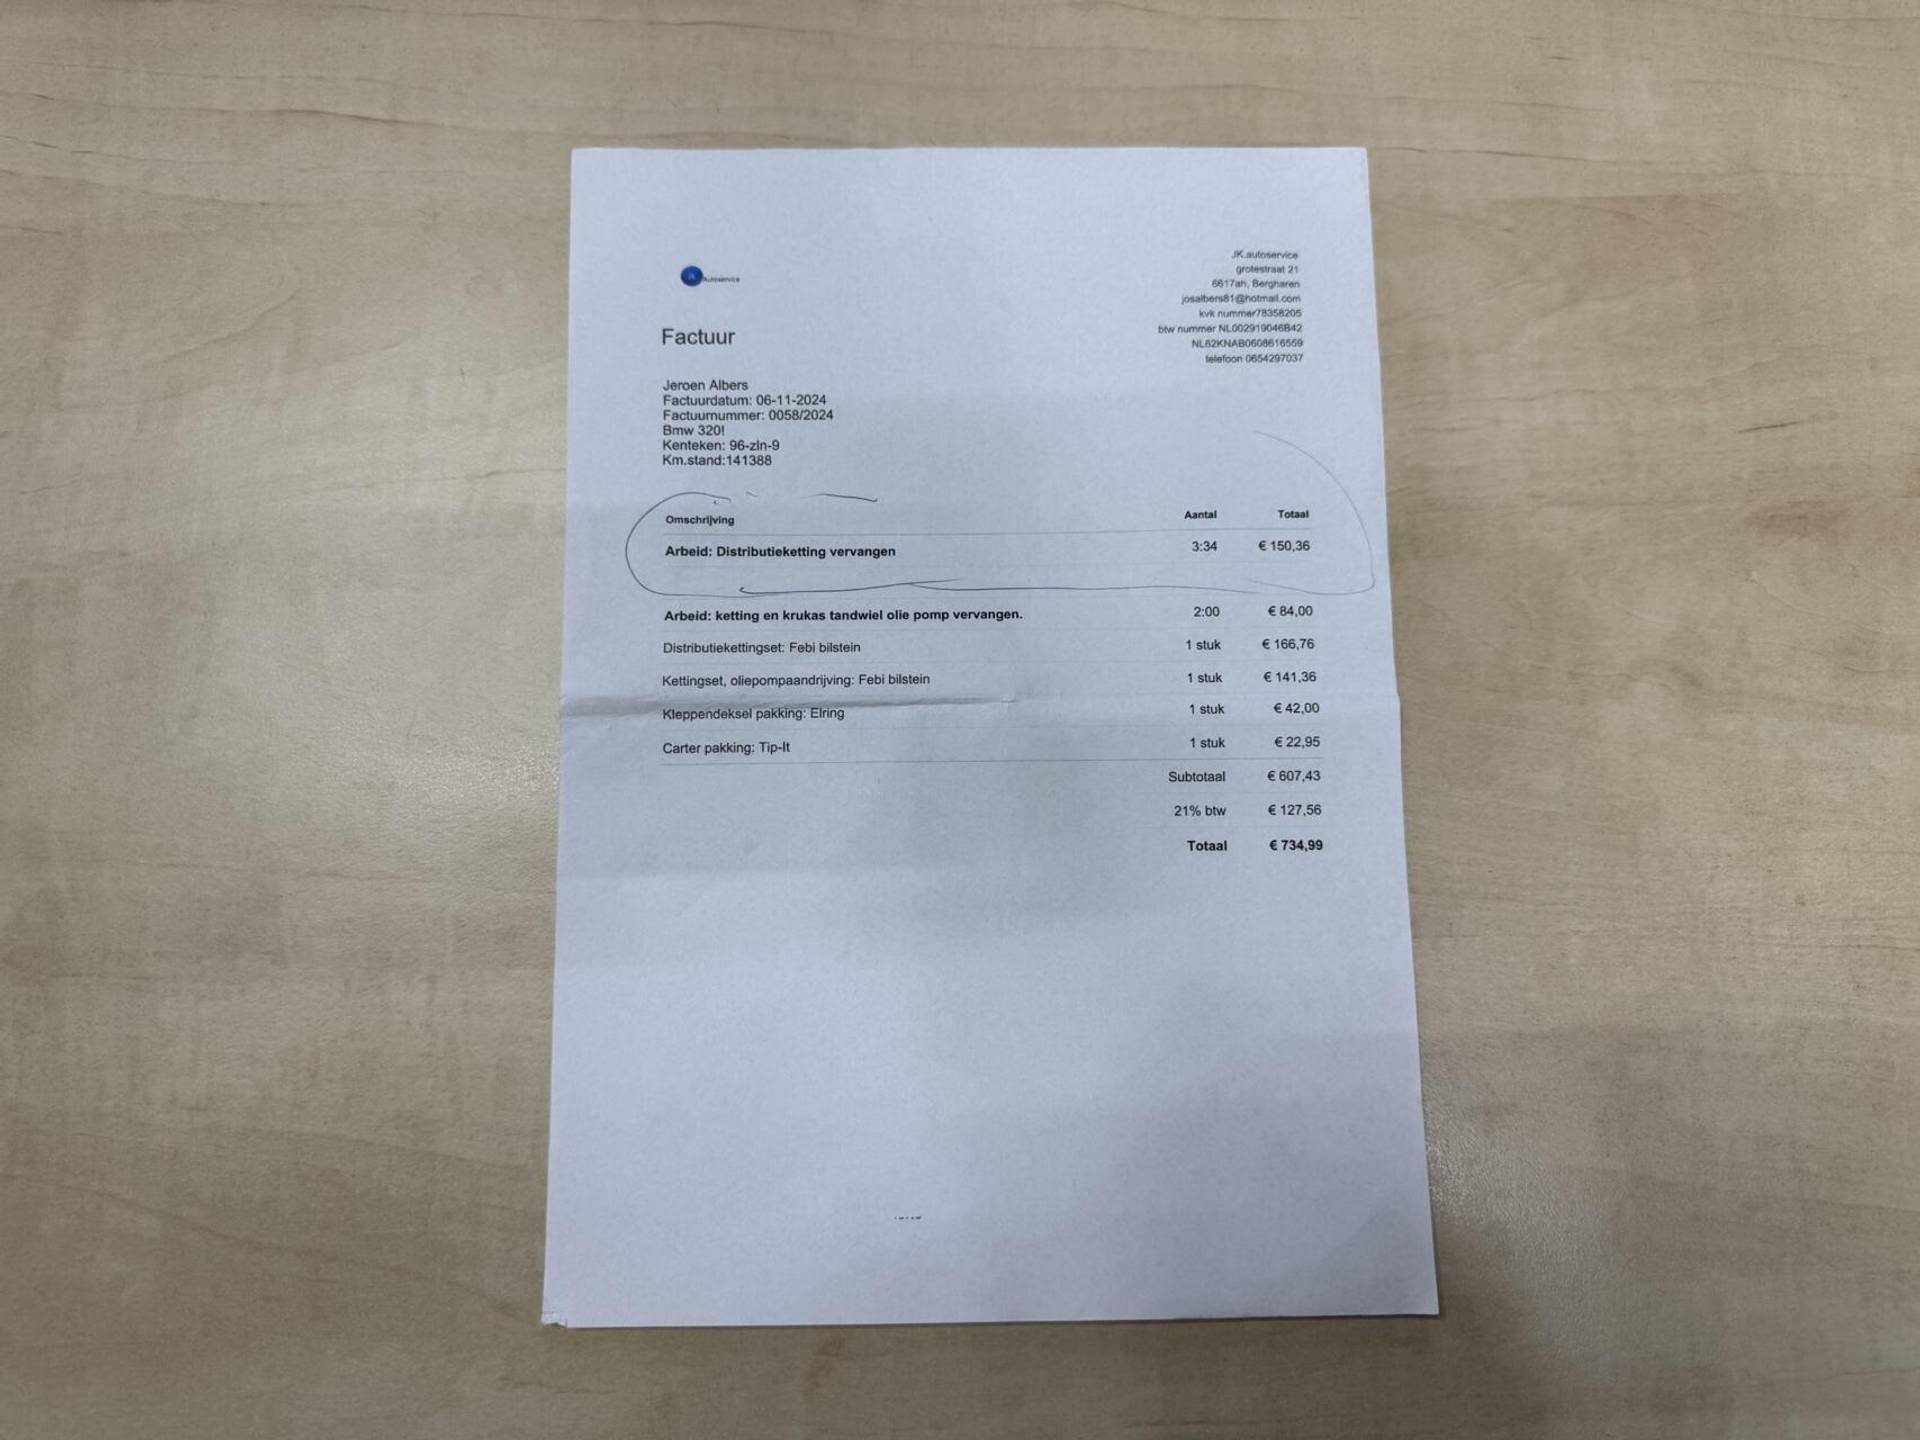 JK Autoservice
JK.autoservice
grotestraat 21
6617ah, Bergharen
josalbers81@hotmail.com
kvk nummer78358205
btw nummer NL002919046B42
NL62KNAB0608616559
telefoon 0654297037
Factuur
Jeroen Albers
Factuurdatum: 06-11-2024
Factuurnummer: 0058/2024
Bmw 320!
Kenteken: 96-zln-9
Km.stand:141388
Omschrijving Aantal Totaal
Arbeid: Distributieketting vervangen 3:34 € 150,36
Arbeid: ketting en krukas tandwiel olie pomp vervangen. 2:00 € 84,00
Distributiekettingset: Febi bilstein 1 stuk € 166,76
Kettingset, oliepompaandrijving: Febi bilstein 1 stuk € 141,36
Kleppendeksel pakking: Elring 1 stuk € 42,00
Carter pakking: Tip-It 1 stuk € 22,95
Subtotaal € 607,43
21% btw € 127,56
Totaal € 734,99